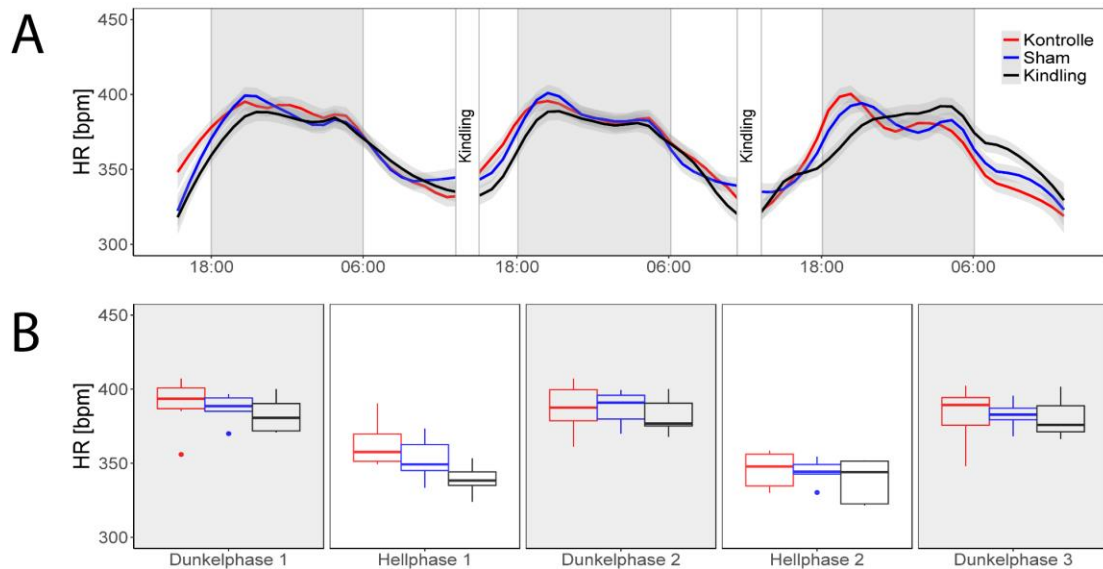 A
HR [bpm]
450
400
350
300
Kindling
Kindling
Kontrolle
Sham
Kindling
18:00
06:00
18:00
06:00
18:00
06:00
B
HR [bpm]
450
400
350
300
Dunkelphase 1
Hellphase 1
Dunkelphase 2
Hellphase 2
Dunkelphase 3